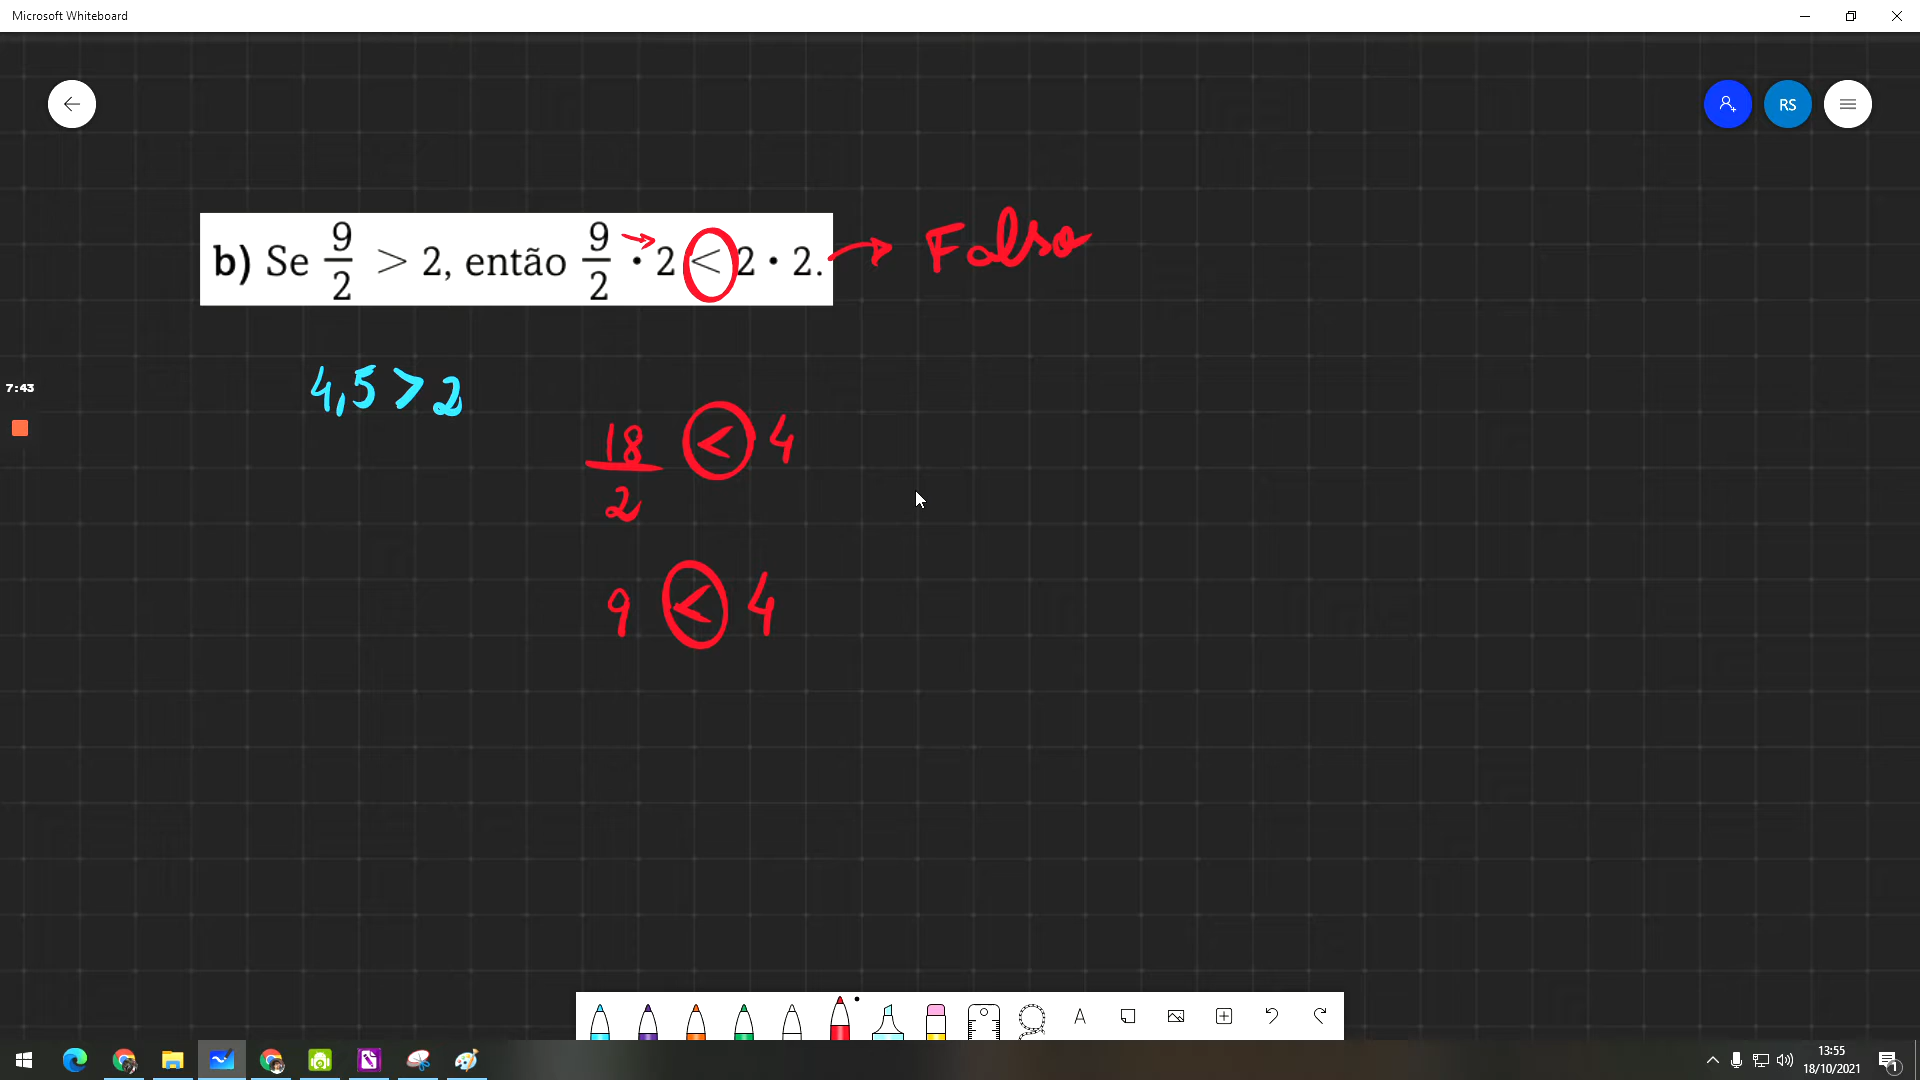 Microsoft Whiteboard
RS
b) Se 9/2 > 2, então 9/2 • 2 < 2 • 2. → Falso
7:43
4,5 > 2
18/2 < 4
9 < 4
A
13:55
18/10/2021
1